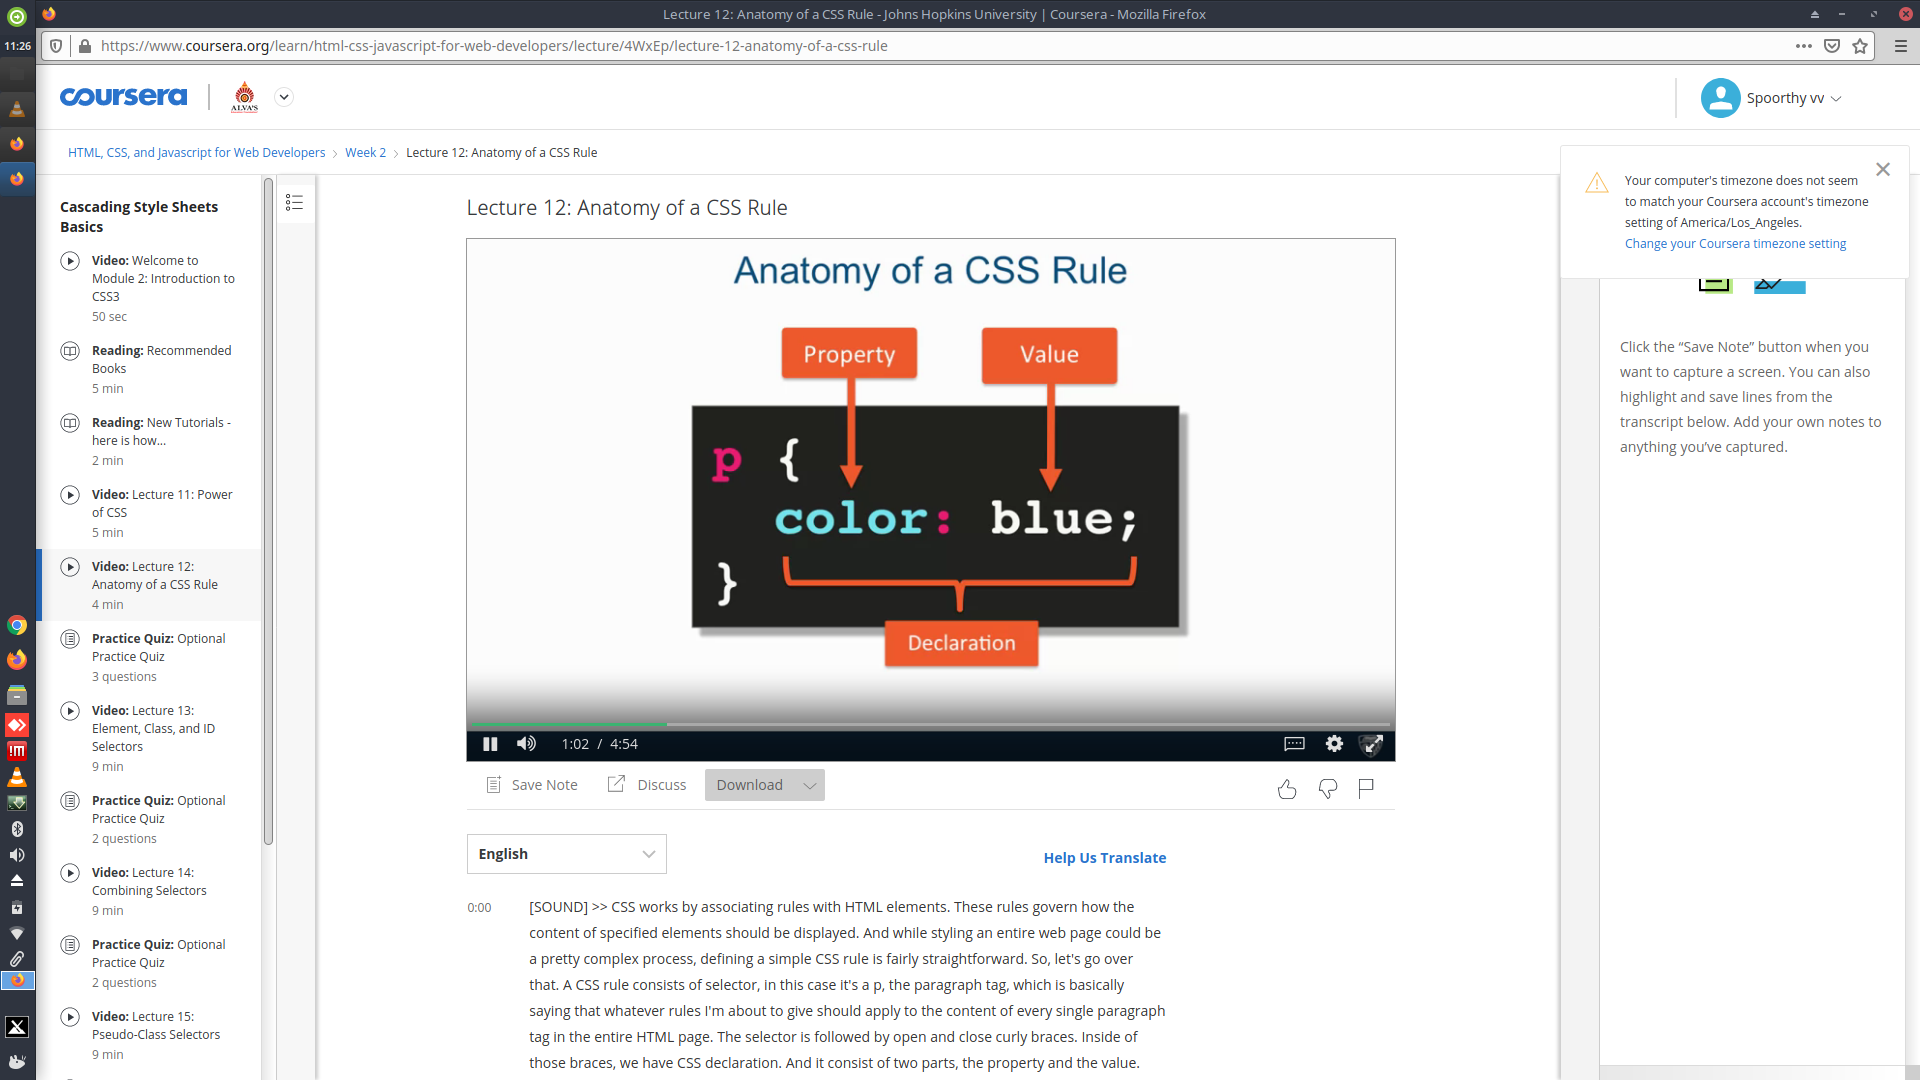 Lecture 12: Anatomy of a CSS Rule - Johns Hopkins University | Coursera - Mozilla Firefox
11:26
https://www.coursera.org/learn/html-css-javascript-for-web-developers/lecture/4WxEp/lecture-12-anatomy-of-a-css-rule
coursera
ALVA'S
Spoorthy vv
HTML, CSS, and Javascript for Web Developers > Week 2 > Lecture 12: Anatomy of a CSS Rule
Your computer's timezone does not seem
to match your Coursera account's timezone
setting of America/Los_Angeles.
Change your Coursera timezone setting
Cascading Style Sheets
Basics
Video: Welcome to
Module 2: Introduction to
CSS3
50 sec
Reading: Recommended
Books
5 min
Reading: New Tutorials -
here is how...
2 min
Video: Lecture 11: Power
of CSS
5 min
Video: Lecture 12:
Anatomy of a CSS Rule
4 min
Practice Quiz: Optional
Practice Quiz
3 questions
Video: Lecture 13:
Element, Class, and ID
Selectors
9 min
Practice Quiz: Optional
Practice Quiz
2 questions
Video: Lecture 14:
Combining Selectors
9 min
Practice Quiz: Optional
Practice Quiz
2 questions
Video: Lecture 15:
Pseudo-Class Selectors
9 min
Lecture 12: Anatomy of a CSS Rule
Anatomy of a CSS Rule
Property
Value
p {
color: blue;
}
Declaration
1:02 / 4:54
Save Note
Discuss
Download
English
Help Us Translate
0:00
[SOUND] >> CSS works by associating rules with HTML elements. These rules govern how the
content of specified elements should be displayed. And while styling an entire web page could be
a pretty complex process, defining a simple CSS rule is fairly straightforward. So, let's go over
that. A CSS rule consists of selector, in this case it's a p, the paragraph tag, which is basically
saying that whatever rules I'm about to give should apply to the content of every single paragraph
tag in the entire HTML page. The selector is followed by open and close curly braces. Inside of
those braces, we have CSS declaration. And it consist of two parts, the property and the value.
Click the “Save Note” button when you
want to capture a screen. You can also
highlight and save lines from the
transcript below. Add your own notes to
anything you’ve captured.